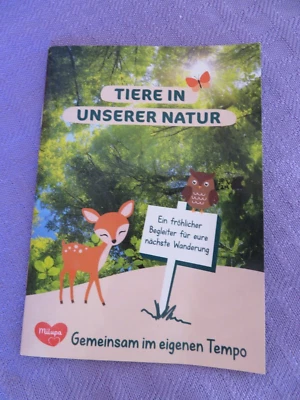 TIERE IN
UNSERER NATUR
Ein fröhlicher
Begleiter für eure
nächste Wanderung
Milupa
Gemeinsam im eigenen Tempo